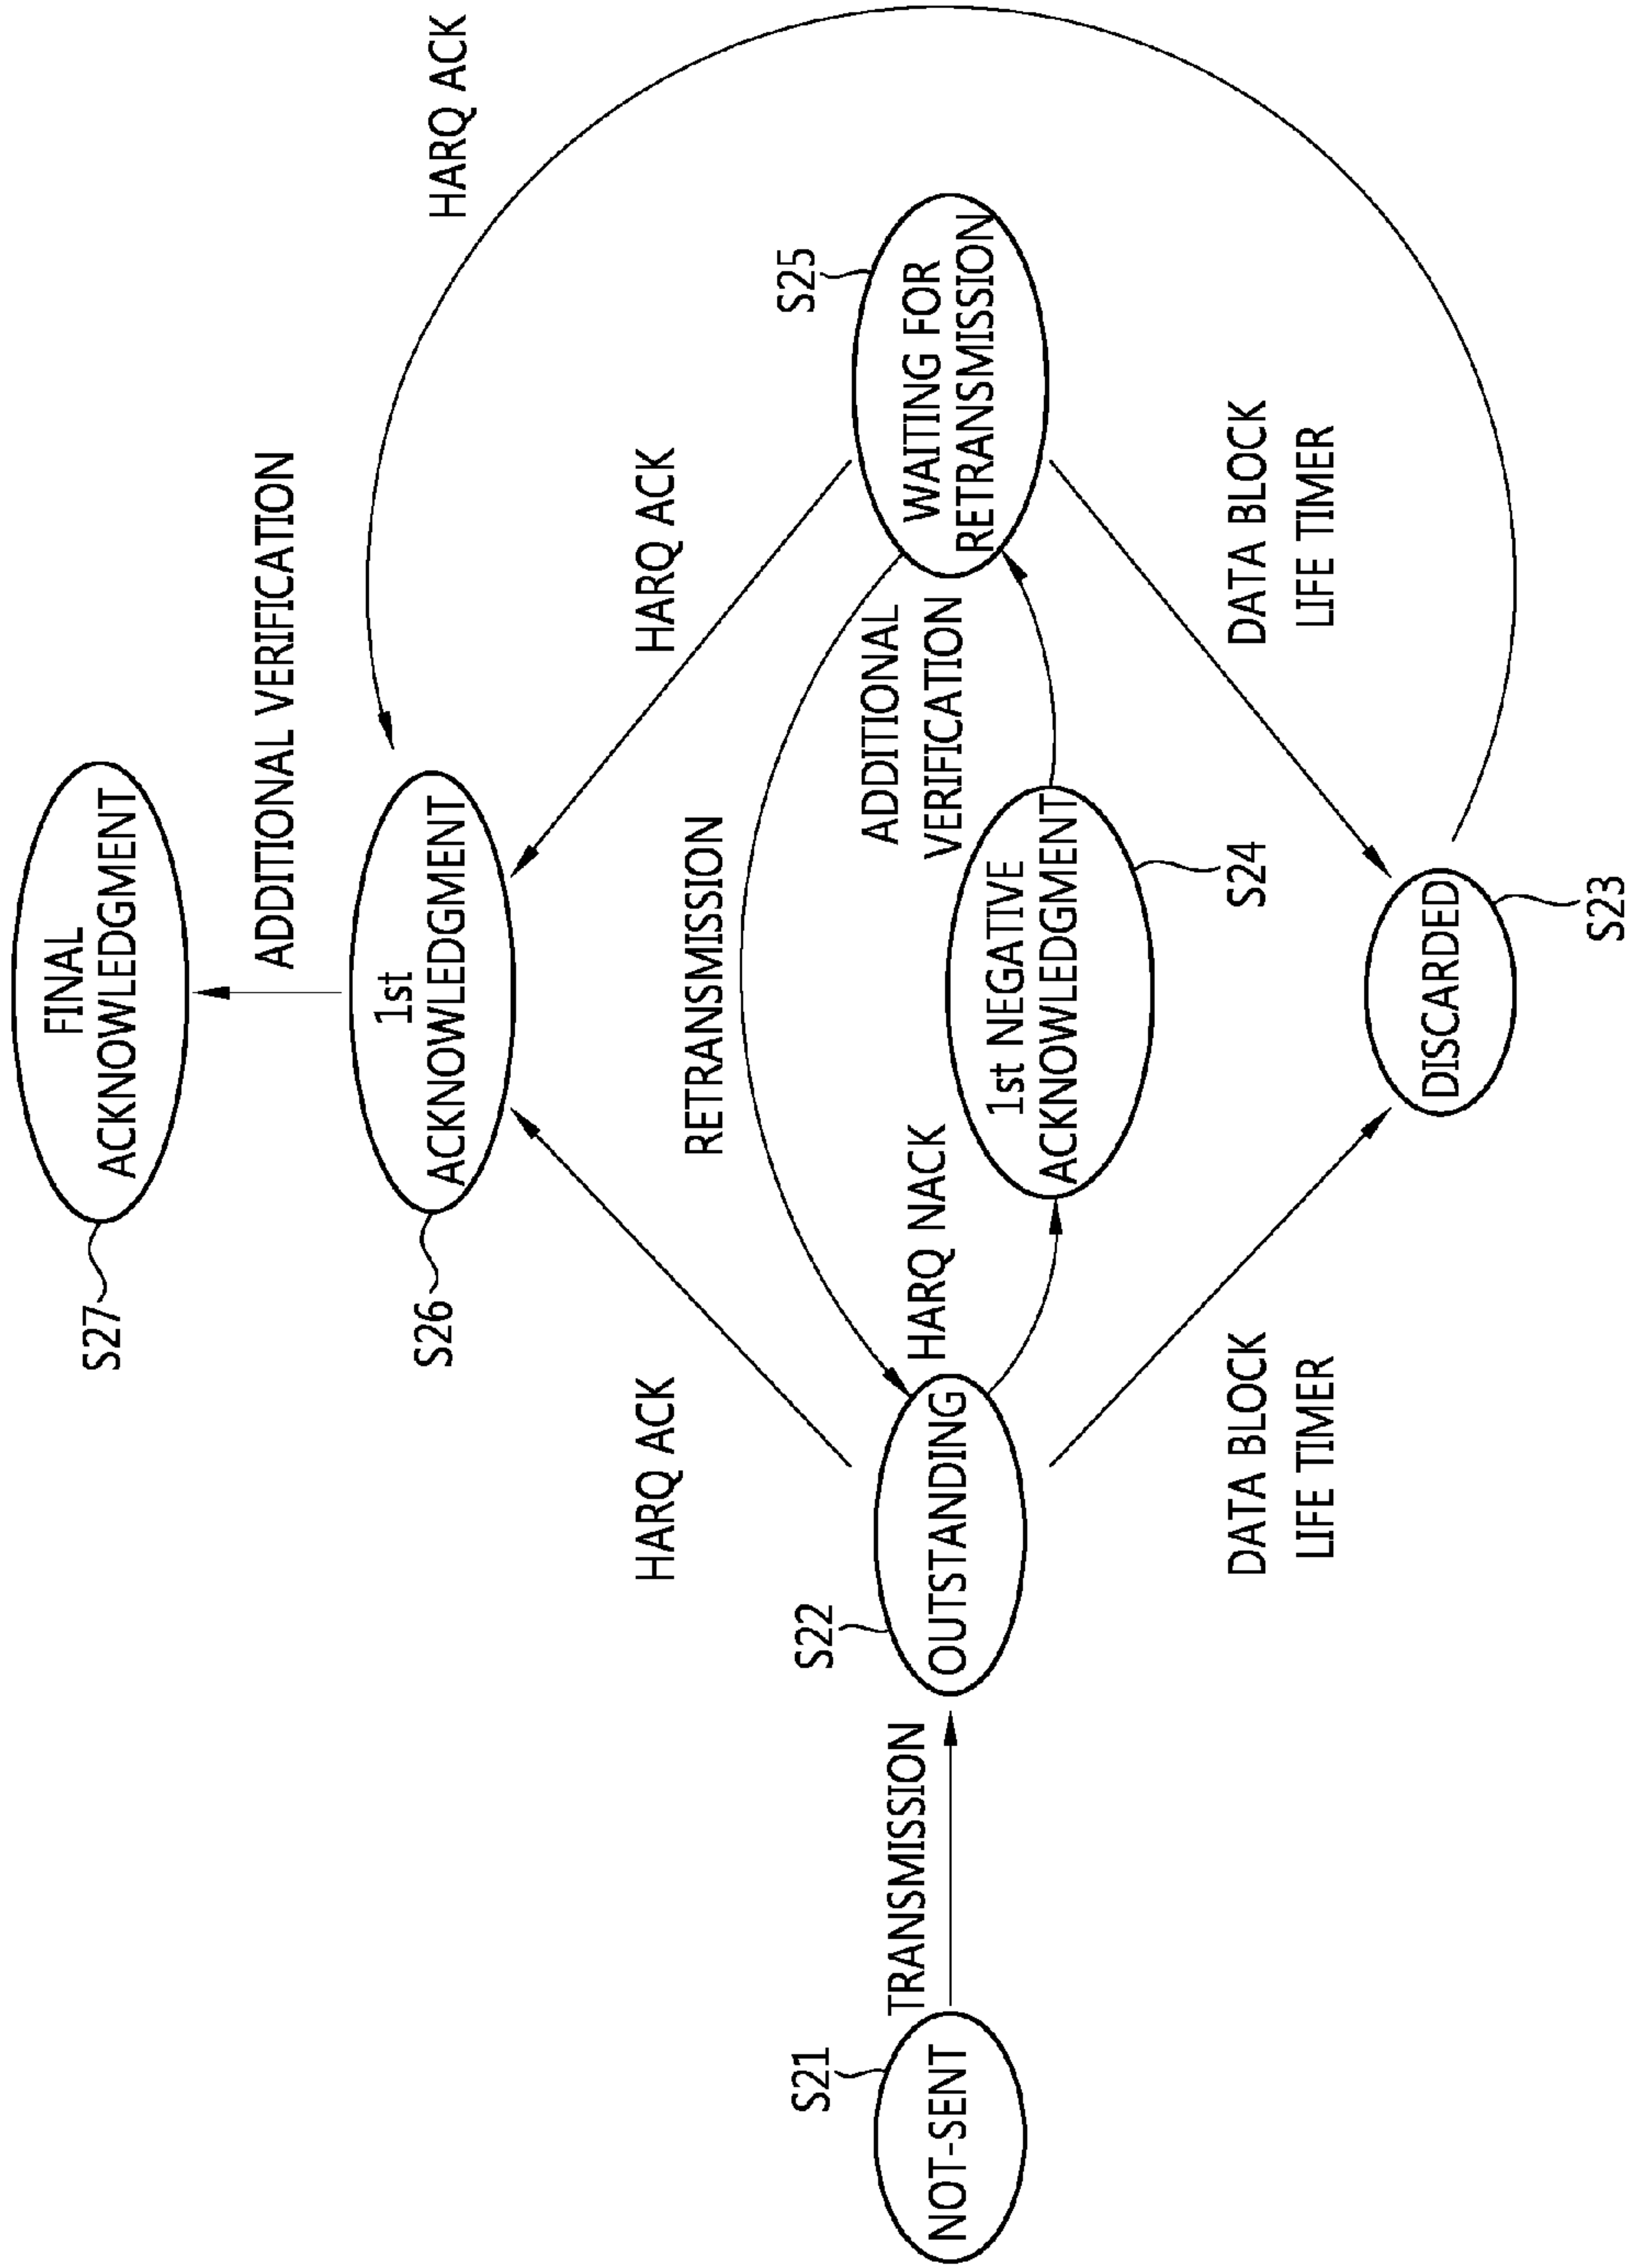 S27
FINAL
ACKNOWLEDGMENT
ADDITIONAL VERIFICATION
HARQ ACK
S26
1st
ACKNOWLEDGMENT
HARQ ACK
HARQ ACK
RETRANSMISSION
S21
NOT-SENT
TRANSMISSION
S22
OUTSTANDING
HARQ NACK
1st NEGATIVE
ACKNOWLEDGMENT
S24
ADDITIONAL
VERIFICATION
S25
WAITING FOR
RETRANSMISSION
DATA BLOCK
LIFE TIMER
DATA BLOCK
LIFE TIMER
DISCARDED
S23